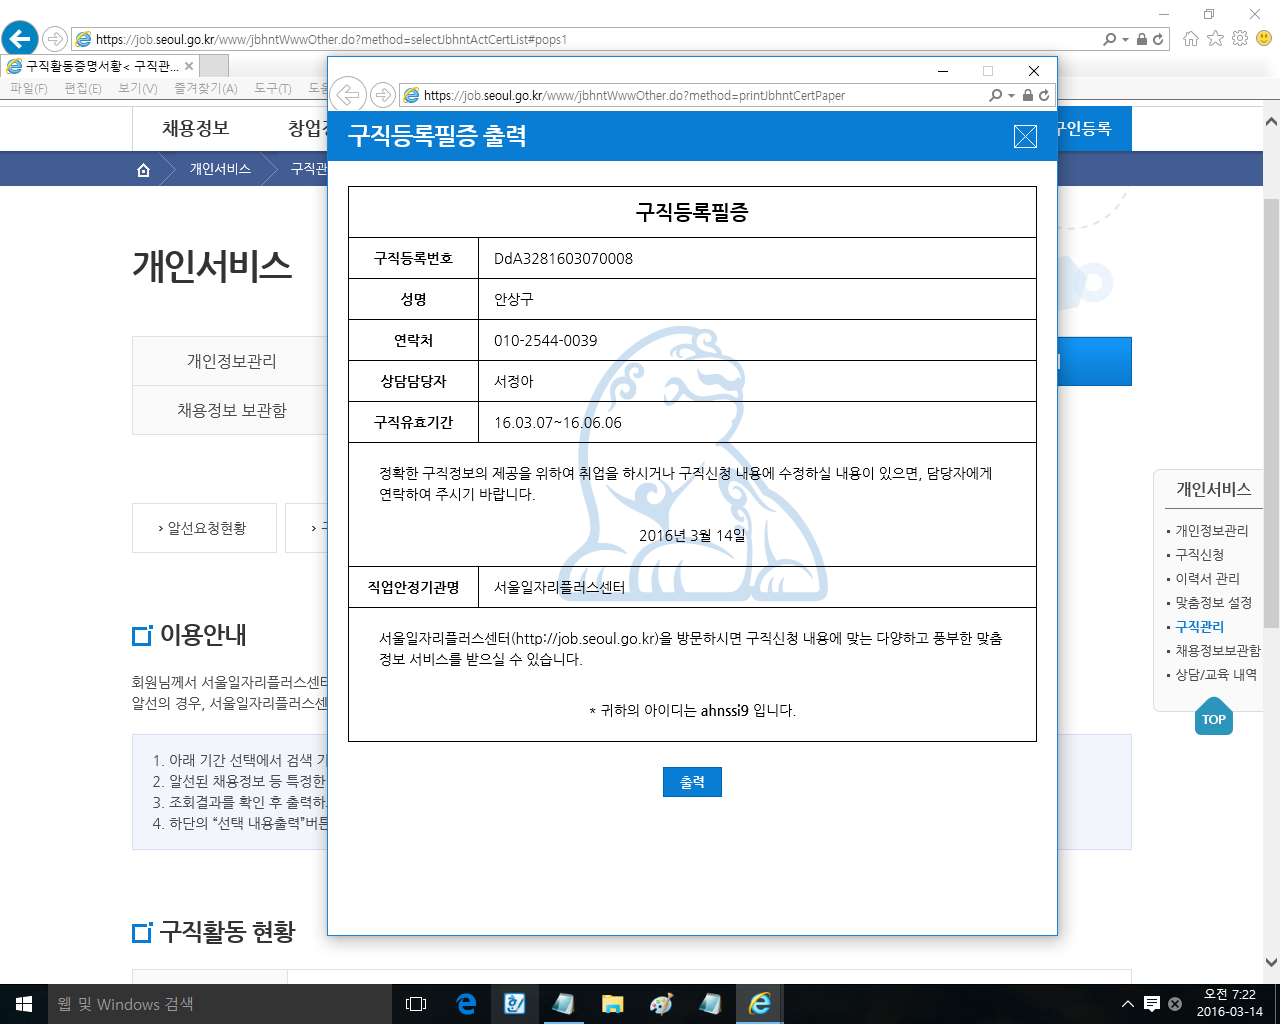 https://job.seoul.go.kr/www/jbhntWwwOther.do?method=selectJbhntActCertList#pops1
구직활동증명서황< 구직관...
파일(F) 편집(E) 보기(V) 즐겨찾기(A) 도구(T)
채용정보
구인등록
개인서비스
개인서비스
개인정보관리
채용정보 보관함
› 알선요청현황
이용안내
회원님께서 서울일자리플러스센터
알선의 경우, 서울일자리플러스센
1. 아래 기간 선택에서 검색 기
2. 알선된 채용정보 등 특정한
3. 조회결과를 확인 후 출력하
4. 하단의 “선택 내용출력”버튼
구직활동 현황
https://job.seoul.go.kr/www/jbhntWwwOther.do?method=printJbhntCertPaper
구직등록필증 출력
구직등록필증
구직등록번호 DdA3281603070008
성명 안상구
연락처 010-2544-0039
상담담당자 서정아
구직유효기간 16.03.07~16.06.06
정확한 구직정보의 제공을 위하여 취업을 하시거나 구직신청 내용에 수정하실 내용이 있으면, 담당자에게
연락하여 주시기 바랍니다.
2016년 3월 14일
직업안정기관명 서울일자리플러스센터
서울일자리플러스센터(http://job.seoul.go.kr)을 방문하시면 구직신청 내용에 맞는 다양하고 풍부한 맞춤
정보 서비스를 받으실 수 있습니다.
* 귀하의 아이디는 ahnssi9 입니다.
출력
개인서비스
개인정보관리
구직신청
이력서 관리
맞춤정보 설정
구직관리
채용정보보관함
상담/교육 내역
TOP
웹 및 Windows 검색
오전 7:22
2016-03-14